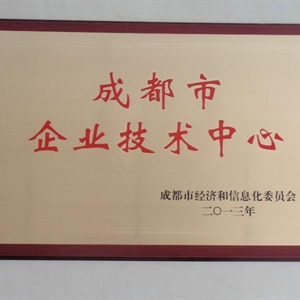 成都市
企业技术中心
成都市经济和信息化委员会
二〇一三年